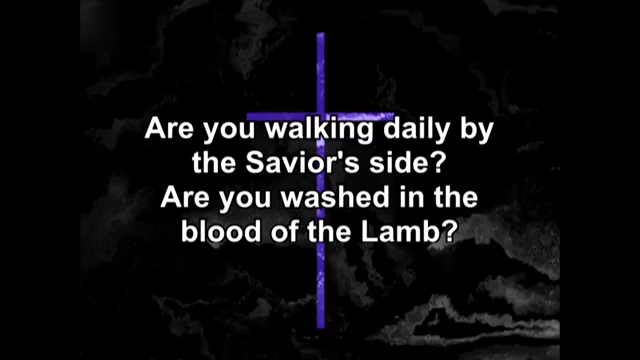 Are you walking daily by
the Savior's side?
Are you washed in the
blood of the Lamb?